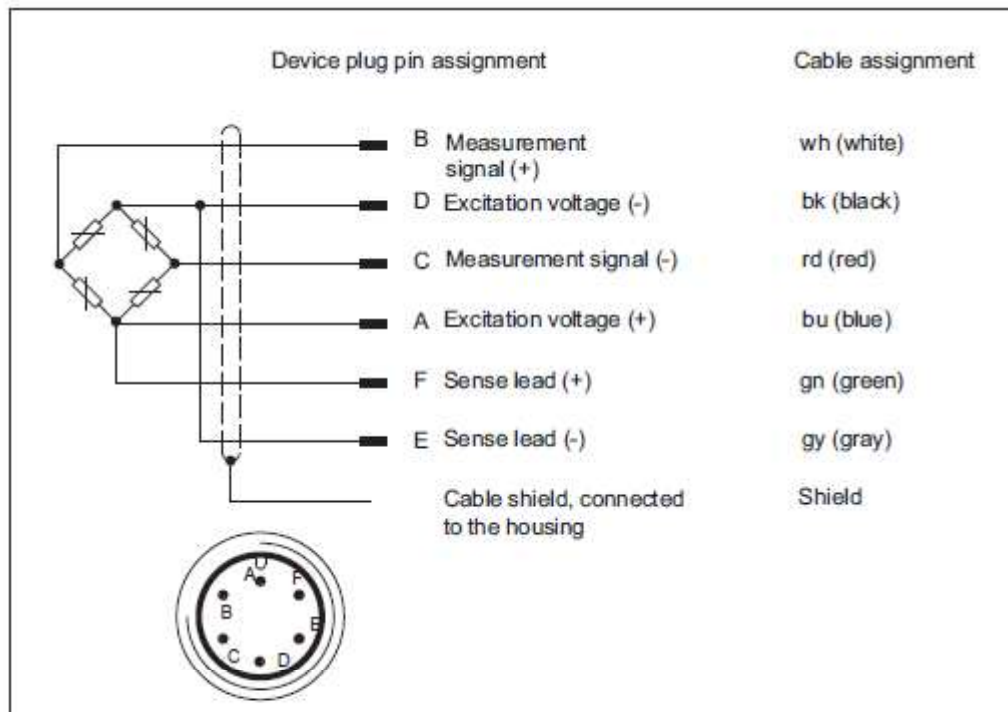 Device plug pin assignment Cable assignment
B Measurement signal (+) wh (white)
D Excitation voltage (-) bk (black)
C Measurement signal (-) rd (red)
A Excitation voltage (+) bu (blue)
F Sense lead (+) gn (green)
E Sense lead (-) gy (gray)
Cable shield, connected Shield
to the housing
A F
B E
C D